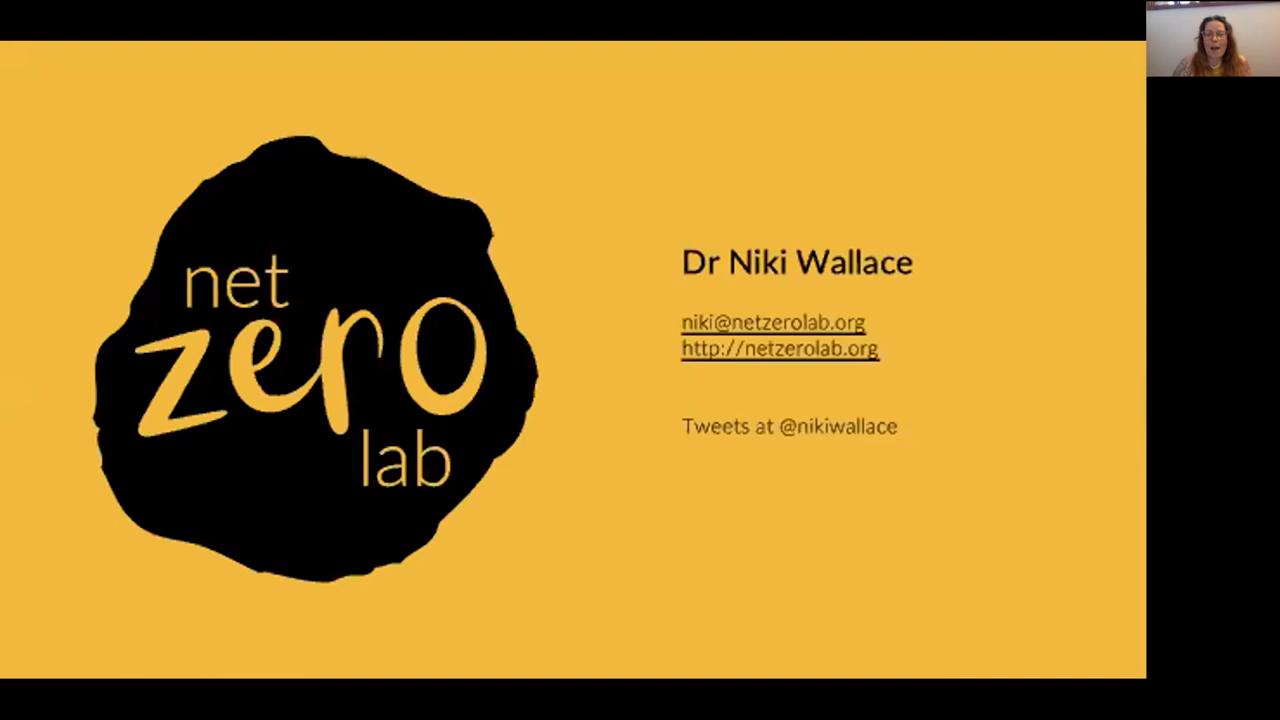 net
zero
lab
Dr Niki Wallace
niki@netzerolab.org
http://netzerolab.org
Tweets at @nikiwallace